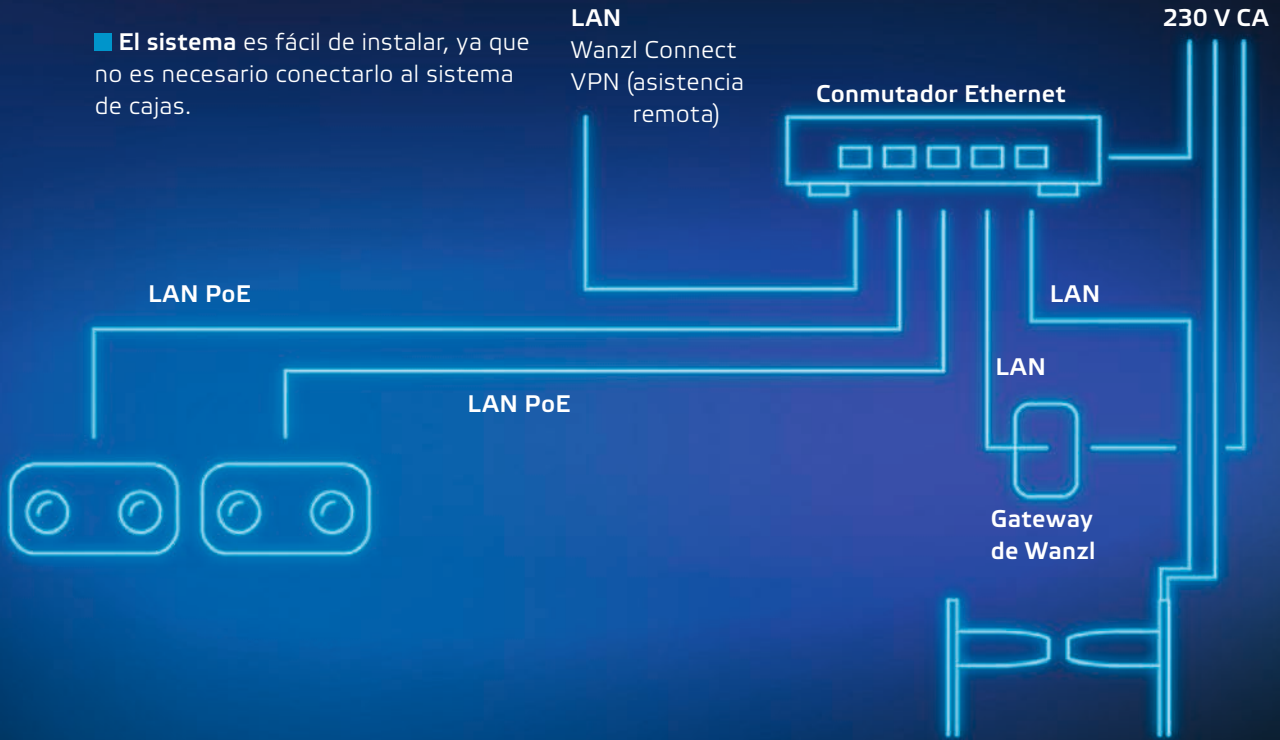 El sistema es fácil de instalar, ya que
no es necesario conectarlo al sistema
de cajas.
LAN
Wanzl Connect
VPN (asistencia
remota)
230 V CA
Conmutador Ethernet
LAN PoE
LAN
LAN
LAN PoE
Gateway
de Wanzl